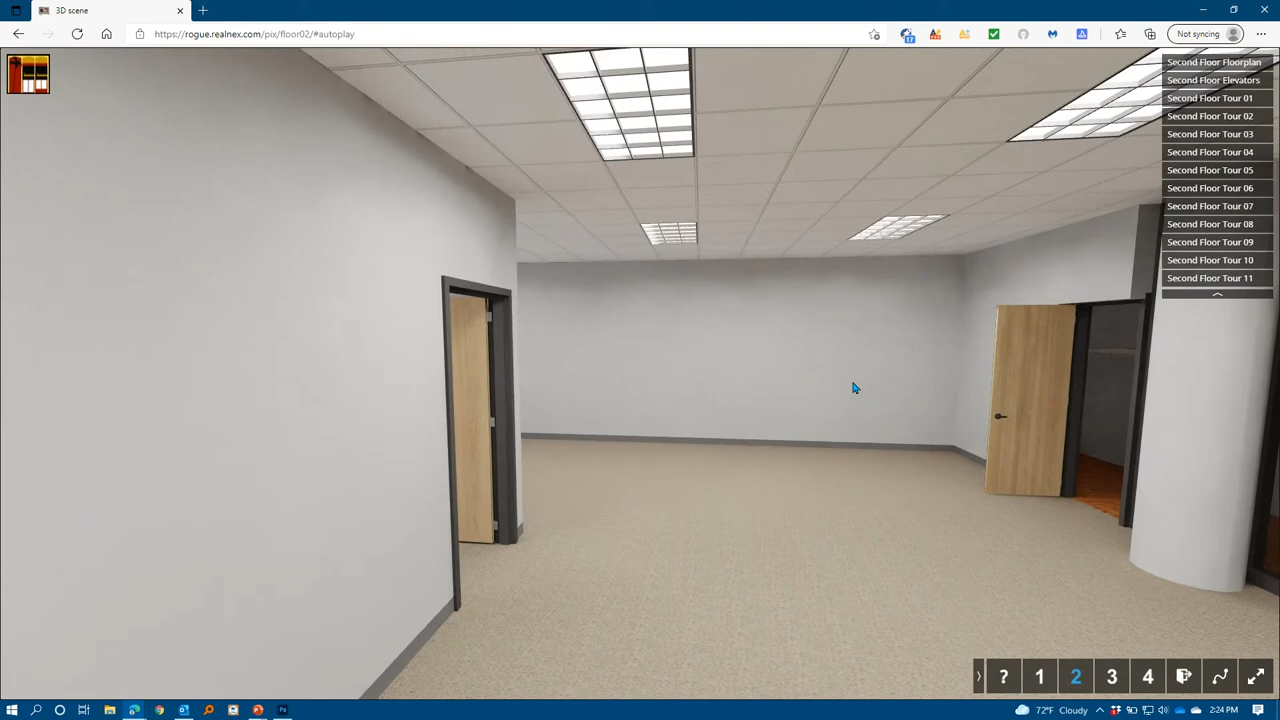 3D scene
https://rogue.realnex.com/pix/floor02/#autoplay
17
Not syncing
Second Floor Floorplan
Second Floor Elevators
Second Floor Tour 01
Second Floor Tour 02
Second Floor Tour 03
Second Floor Tour 04
Second Floor Tour 05
Second Floor Tour 06
Second Floor Tour 07
Second Floor Tour 08
Second Floor Tour 09
Second Floor Tour 10
Second Floor Tour 11
? 1 2 3 4
72°F Cloudy
2:24 PM